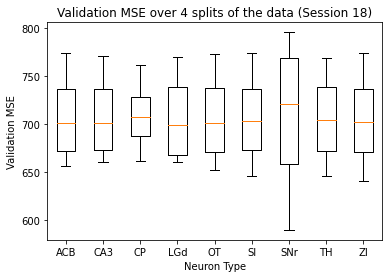 Validation MSE over 4 splits of the data (Session 18)
800
750
700
650
600
Validation MSE
ACB CA3 CP LGd OT SI SNr TH ZI
Neuron Type